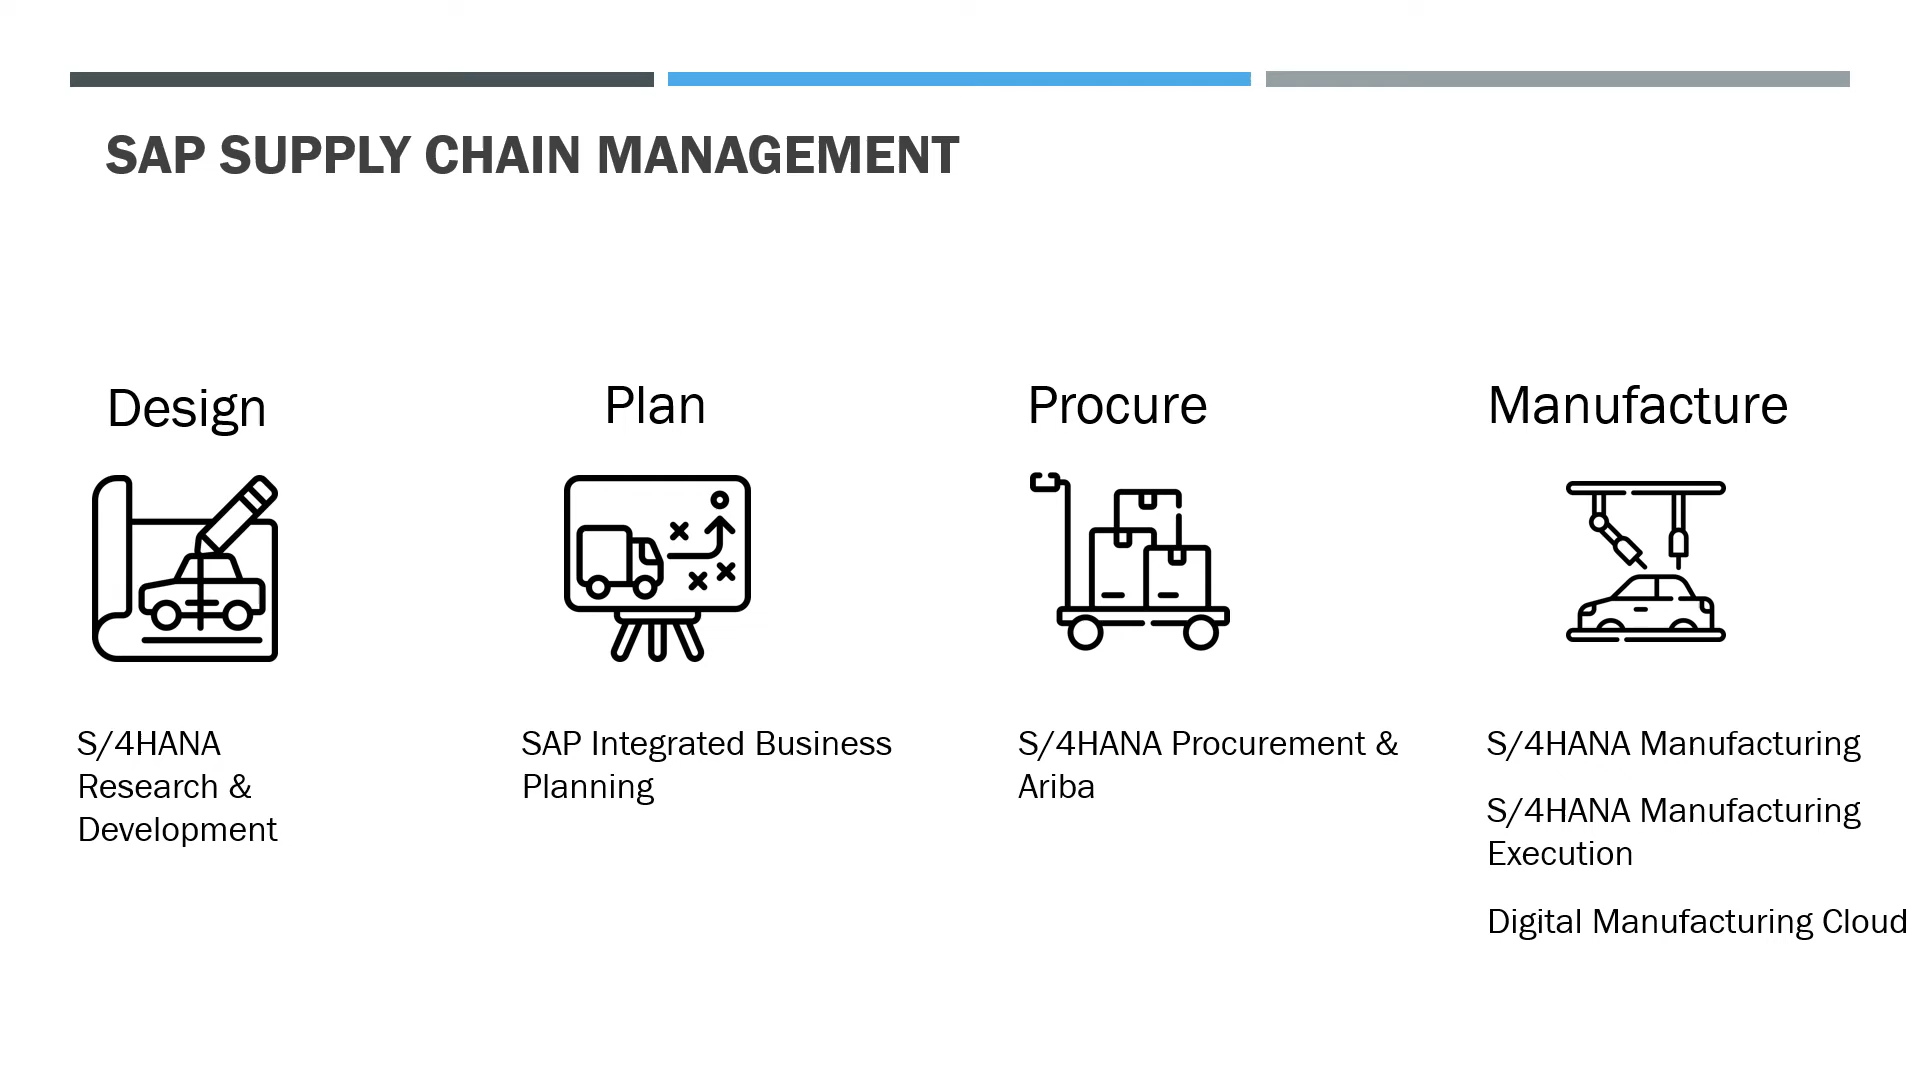 SAP SUPPLY CHAIN MANAGEMENT
Design
Plan
Procure
Manufacture
S/4HANA
Research &
Development
SAP Integrated Business
Planning
S/4HANA Procurement &
Ariba
S/4HANA Manufacturing
S/4HANA Manufacturing
Execution
Digital Manufacturing Cloud